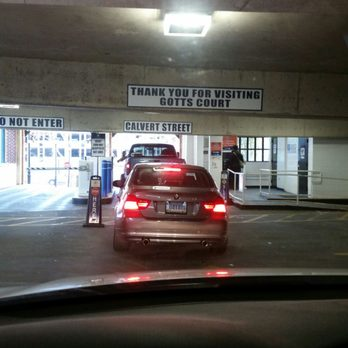 THANK YOU FOR VISITING
GOTTS COURT
O NOT ENTER
CALVERT STREET